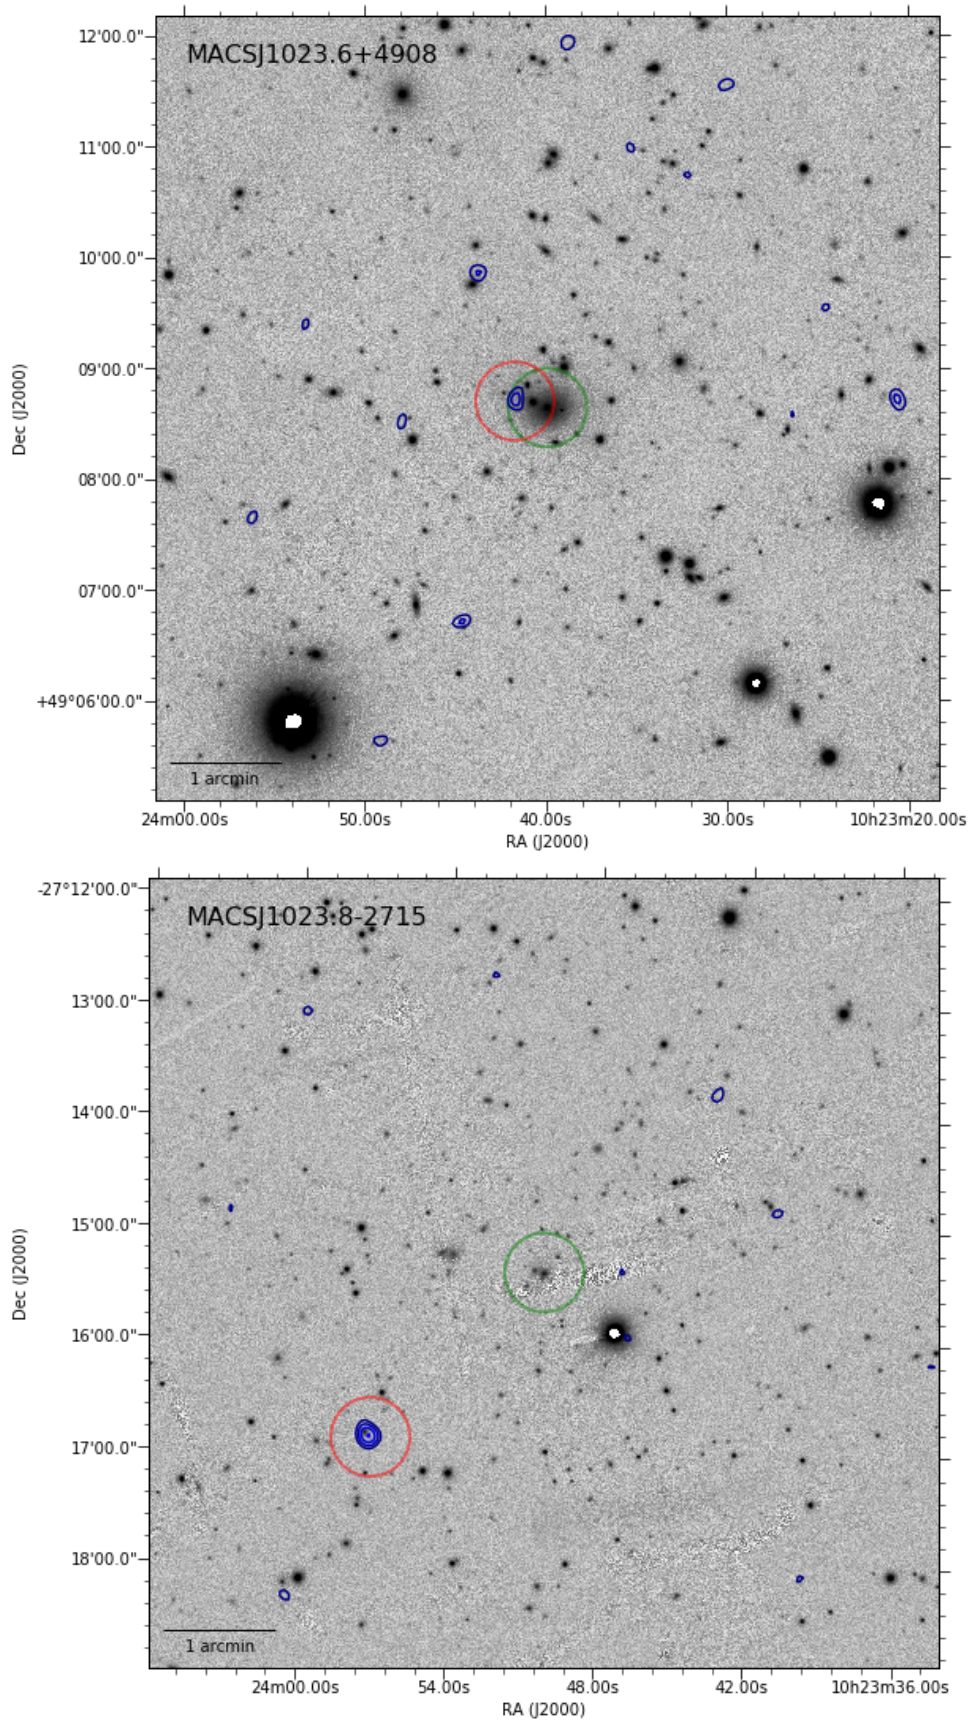 12'00.0"
MACSJ1023.6+4908
11'00.0"
10'00.0"
09'00.0"
Dec (J2000)
08'00.0"
07'00.0"
+49°06'00.0"
1 arcmin
24m00.00s 50.00s 40.00s 30.00s 10h23m20.00s
RA (J2000)
-27°12'00.0"
MACSJ1023.8-2715
13'00.0"
14'00.0"
15'00.0"
Dec (J2000)
16'00.0"
17'00.0"
18'00.0"
1 arcmin
24m00.00s 54.00s 48.00s 42.00s 10h23m36.00s
RA (J2000)